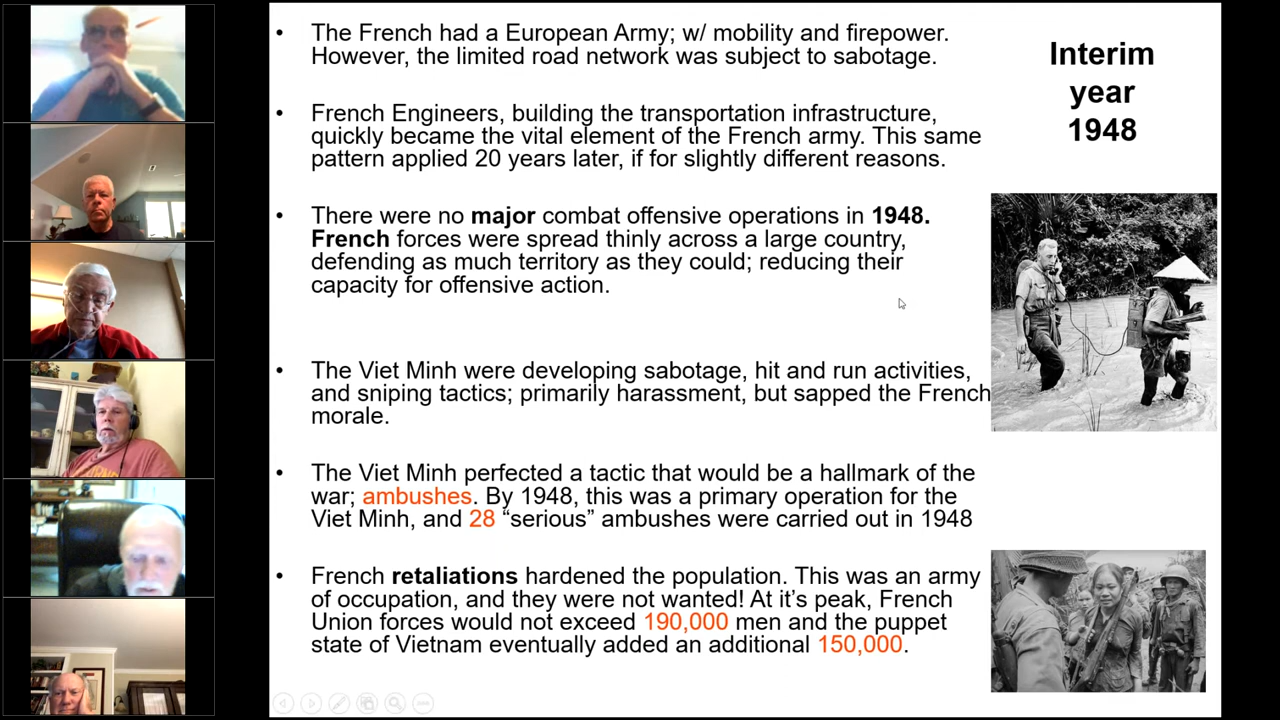 • The French had a European Army; w/ mobility and firepower.
However, the limited road network was subject to sabotage.
• French Engineers, building the transportation infrastructure,
quickly became the vital element of the French army. This same
pattern applied 20 years later, if for slightly different reasons.
• There were no major combat offensive operations in 1948.
French forces were spread thinly across a large country,
defending as much territory as they could; reducing their
capacity for offensive action.
• The Viet Minh were developing sabotage, hit and run activities,
and sniping tactics; primarily harassment, but sapped the French
morale.
• The Viet Minh perfected a tactic that would be a hallmark of the
war; ambushes. By 1948, this was a primary operation for the
Viet Minh, and 28 “serious” ambushes were carried out in 1948
• French retaliations hardened the population. This was an army
of occupation, and they were not wanted! At it’s peak, French
Union forces would not exceed 190,000 men and the puppet
state of Vietnam eventually added an additional 150,000.
Interim
year
1948